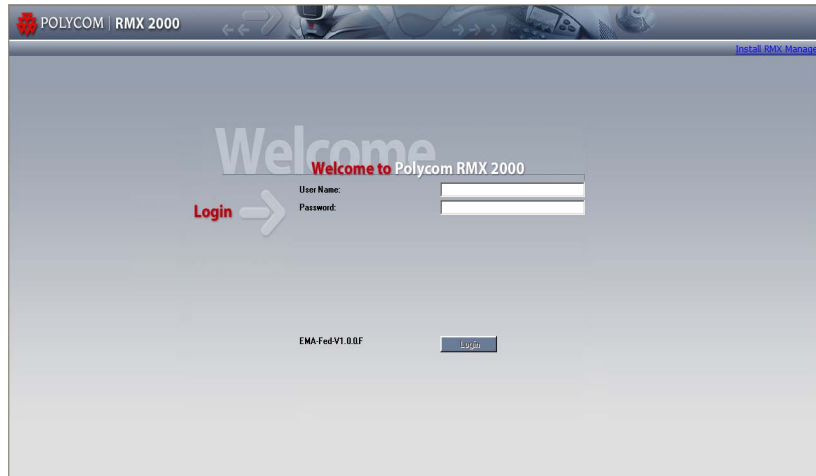 POLYCOM | RMX 2000
Install RMX Manage
Welcome
Welcome to Polycom RMX 2000
User Name:
Login
Password:
EMA-Fed-V1.0.0.F
Login